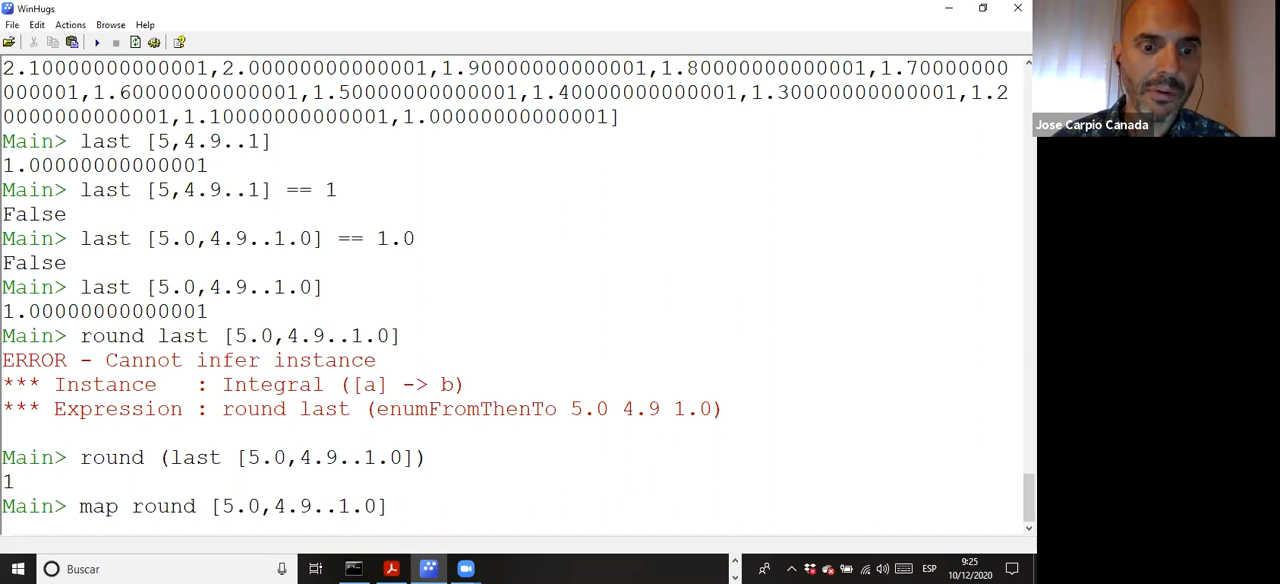 WinHugs
File Edit Actions Browse Help
2.10000000000001,2.00000000000001,1.90000000000001,1.80000000000001,1.70000000
000001,1.60000000000001,1.50000000000001,1.40000000000001,1.30000000000001,1.2
0000000000001,1.10000000000001,1.00000000000001]
Main> last [5,4.9..1]
1.00000000000001
Main> last [5,4.9..1] == 1
False
Main> last [5.0,4.9..1.0] == 1.0
False
Main> last [5.0,4.9..1.0]
1.00000000000001
Main> round last [5.0,4.9..1.0]
ERROR - Cannot infer instance
*** Instance   : Integral ([a] -> b)
*** Expression : round last (enumFromThenTo 5.0 4.9 1.0)
Main> round (last [5.0,4.9..1.0])
1
Main> map round [5.0,4.9..1.0]
Jose Carpio Canada
Buscar
ESP
9:25
10/12/2020